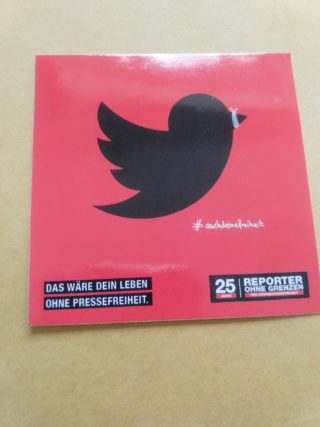 #auchdeinefreiheit
DAS WÄRE DEIN LEBEN
OHNE PRESSEFREIHEIT.
25
JAHRE
REPORTER
OHNE GRENZEN
FÜR INFORMATIONSFREIHEIT